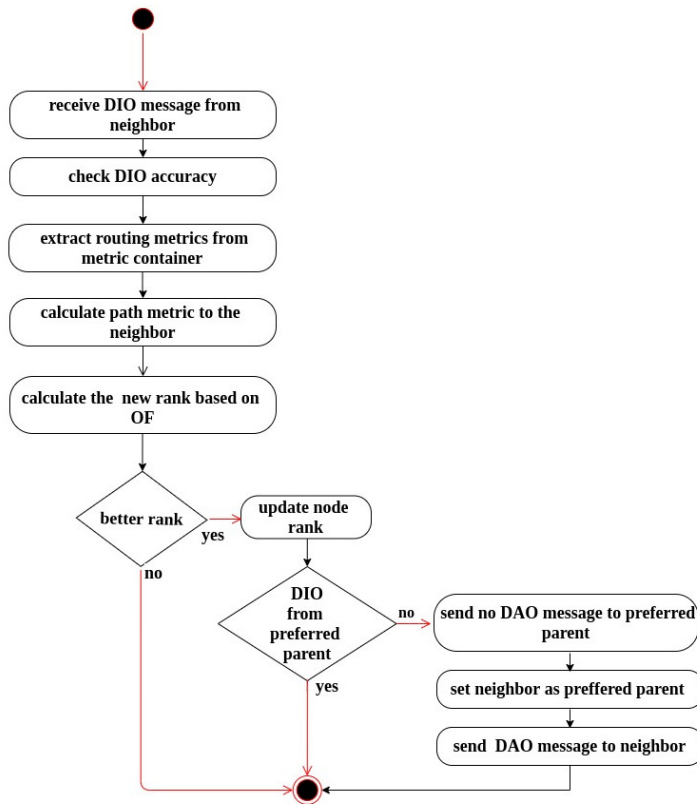 receive DIO message from
neighbor
check DIO accuracy
extract routing metrics from
metric container
calculate path metric to the
neighbor
calculate the new rank based on
OF
better rank
yes
no
update node
rank
DIO
from
preferred
parent
no
yes
send no DAO message to preferred
parent
set neighbor as preffered parent
send DAO message to neighbor